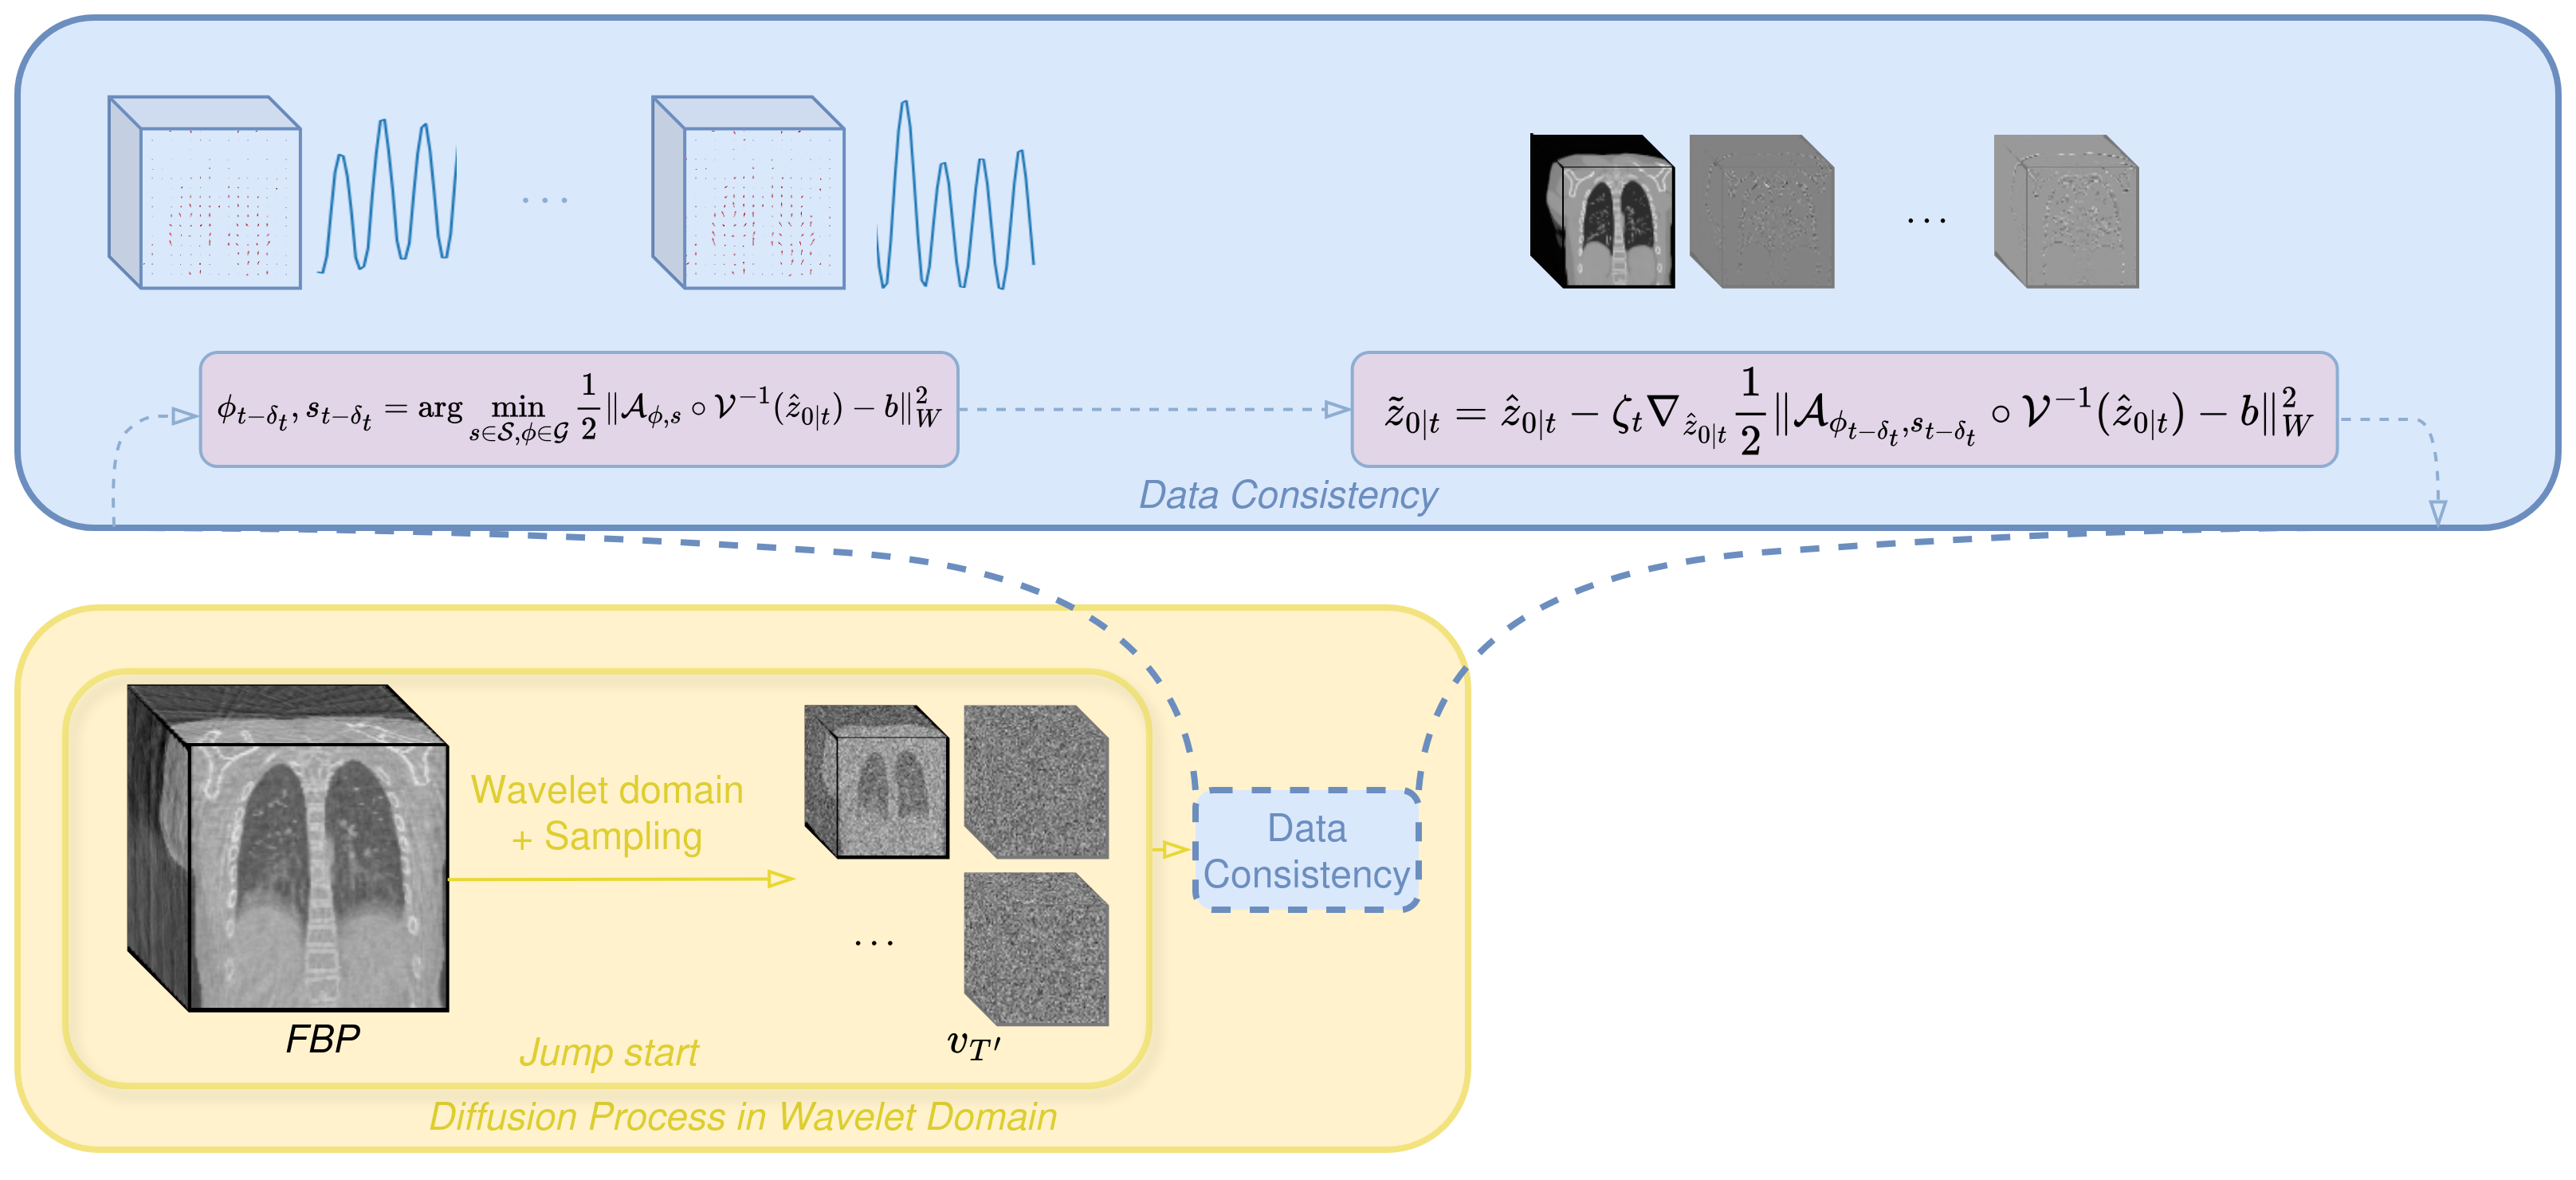 . . .
. . .
$\phi_{t-\delta_t}, s_{t-\delta_t} = \arg\min_{s\in\mathcal{S},\phi\in\mathcal{G}} \frac{1}{2}\|\mathcal{A}_{\phi,s} \circ \mathcal{V}^{-1}(\hat{z}_{0|t}) - b\|_W^2$
$\tilde{z}_{0|t} = \hat{z}_{0|t} - \zeta_t \nabla_{\hat{z}_{0|t}} \frac{1}{2}\|\mathcal{A}_{\phi_{t-\delta_t},s_{t-\delta_t}} \circ \mathcal{V}^{-1}(\hat{z}_{0|t}) - b\|_W^2$
Data Consistency
Wavelet domain
+ Sampling
Data
Consistency
. . .
FBP
$v_{T'}$
Jump start
Diffusion Process in Wavelet Domain